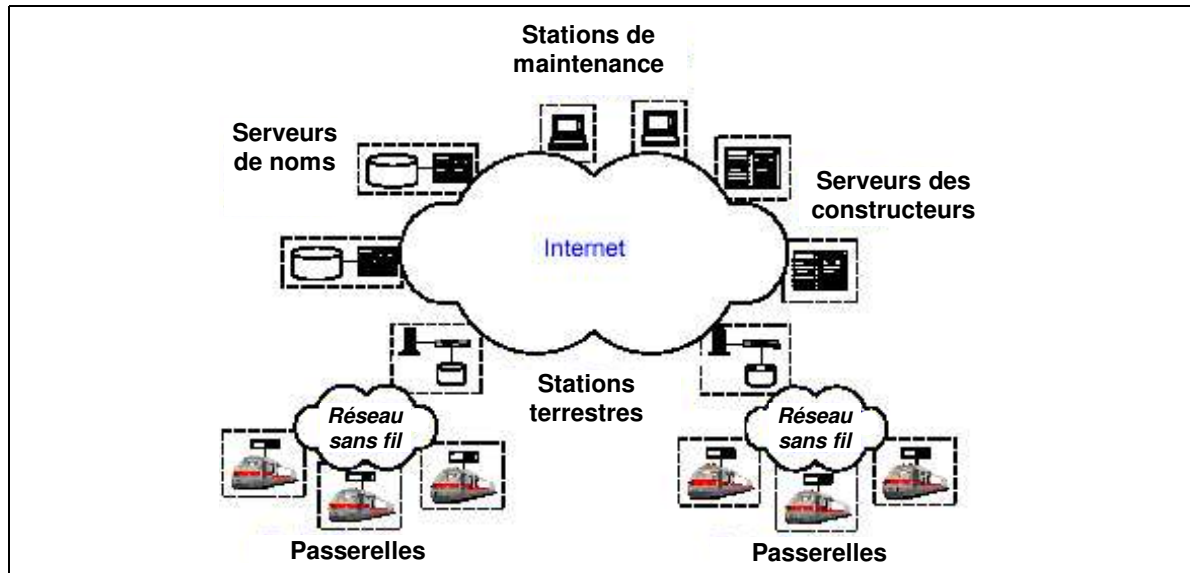 Stations de
maintenance
Serveurs
de noms
Serveurs des
constructeurs
Internet
Stations
terrestres
Réseau
sans fil
Réseau
sans fil
Passerelles
Passerelles